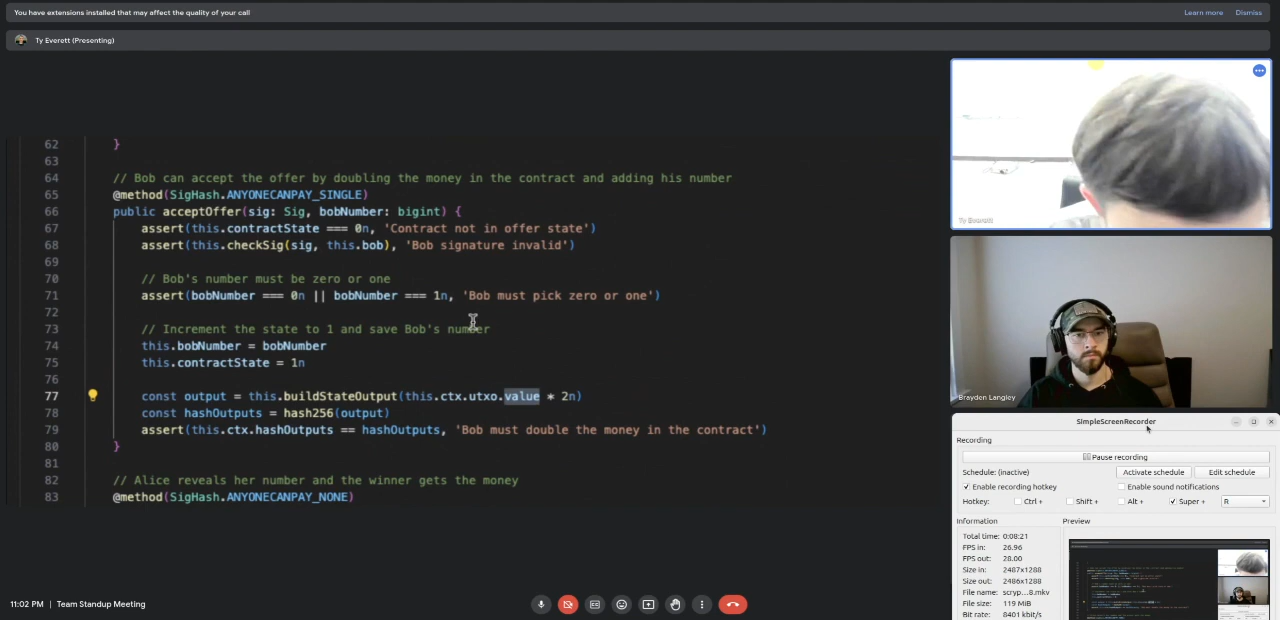 You have extensions installed that may affect the quality of your call
Learn more
Dismiss
Ty Everett (Presenting)
62 }
63
64 // Bob can accept the offer by doubling the money in the contract and adding his number
65 @method(SigHash.ANYONECANPAY_SINGLE)
66 public acceptOffer(sig: Sig, bobNumber: bigint) {
67 assert(this.contractState === 0n, 'Contract not in offer state')
68 assert(this.checkSig(sig, this.bob), 'Bob signature invalid')
69
70 // Bob's number must be zero or one
71 assert(bobNumber === 0n || bobNumber === 1n, 'Bob must pick zero or one')
72
73 // Increment the state to 1 and save Bob's number
74 this.bobNumber = bobNumber
75 this.contractState = 1n
76
77 const output = this.buildStateOutput(this.ctx.utxo.value * 2n)
78 const hashOutputs = hash256(output)
79 assert(this.ctx.hashOutputs == hashOutputs, 'Bob must double the money in the contract')
80 }
81
82 // Alice reveals her number and the winner gets the money
83 @method(SigHash.ANYONECANPAY_NONE)
Ty Everett
Brayden Langley
SimpleScreenRecorder
Recording
Pause recording
Schedule: (inactive)
Activate schedule
Edit schedule
Enable recording hotkey
Enable sound notifications
Hotkey:
Ctrl +
Shift +
Alt +
Super +
R
Information
Total time: 0:08:21
FPS in: 26.96
FPS out: 28.00
Size in: 2487x1288
Size out: 2486x1288
File name: scryp...8.mkv
File size: 119 MiB
Bit rate: 8401 kbit/s
Preview
11:02 PM | Team Standup Meeting